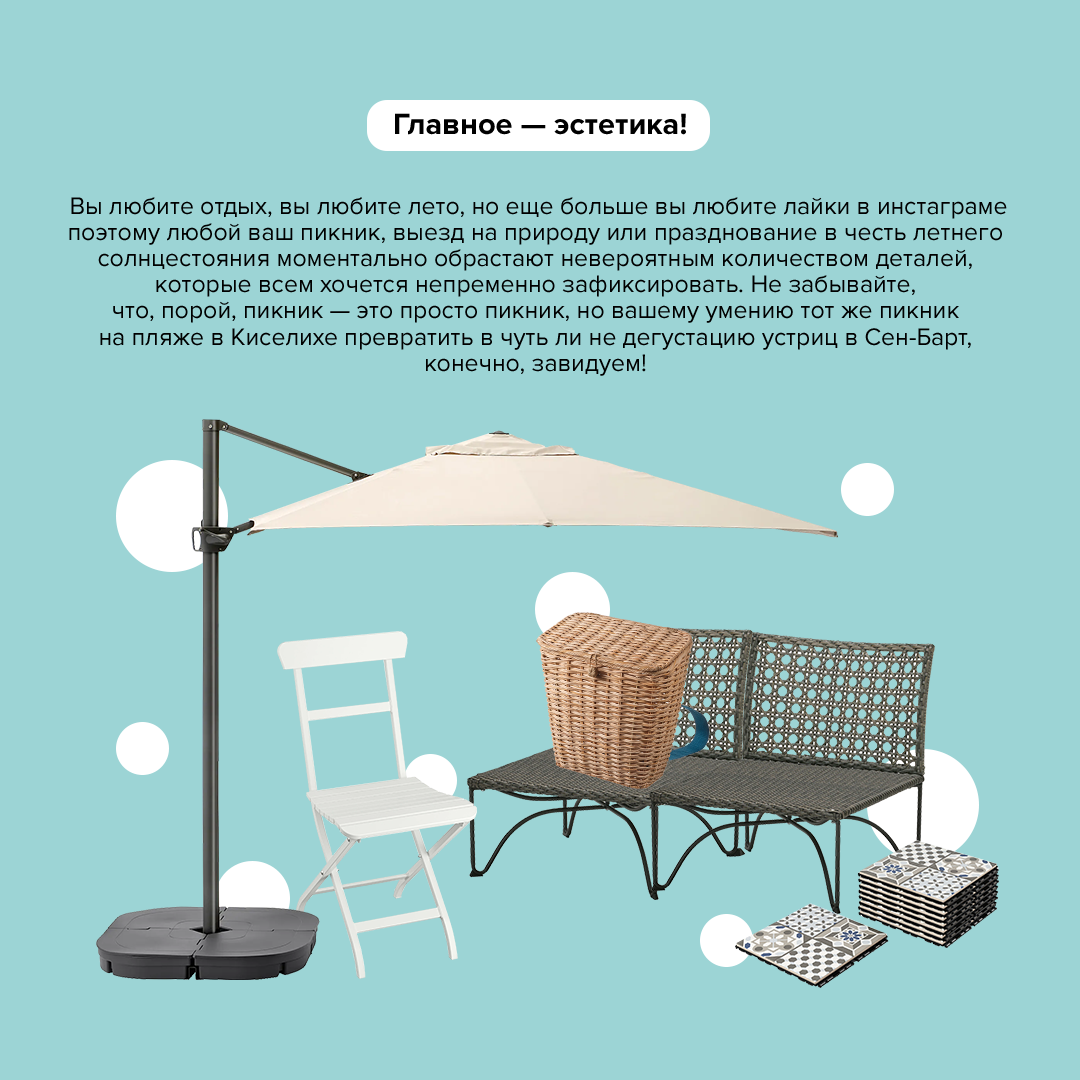 Главное — эстетика!
Вы любите отдых, вы любите лето, но еще больше вы любите лайки в инстаграме
поэтому любой ваш пикник, выезд на природу или празднование в честь летнего
солнцестояния моментально обрастают невероятным количеством деталей,
которые всем хочется непременно зафиксировать. Не забывайте,
что, порой, пикник — это просто пикник, но вашему умению тот же пикник
на пляже в Киселихе превратить в чуть ли не дегустацию устриц в Сен-Барт,
конечно, завидуем!